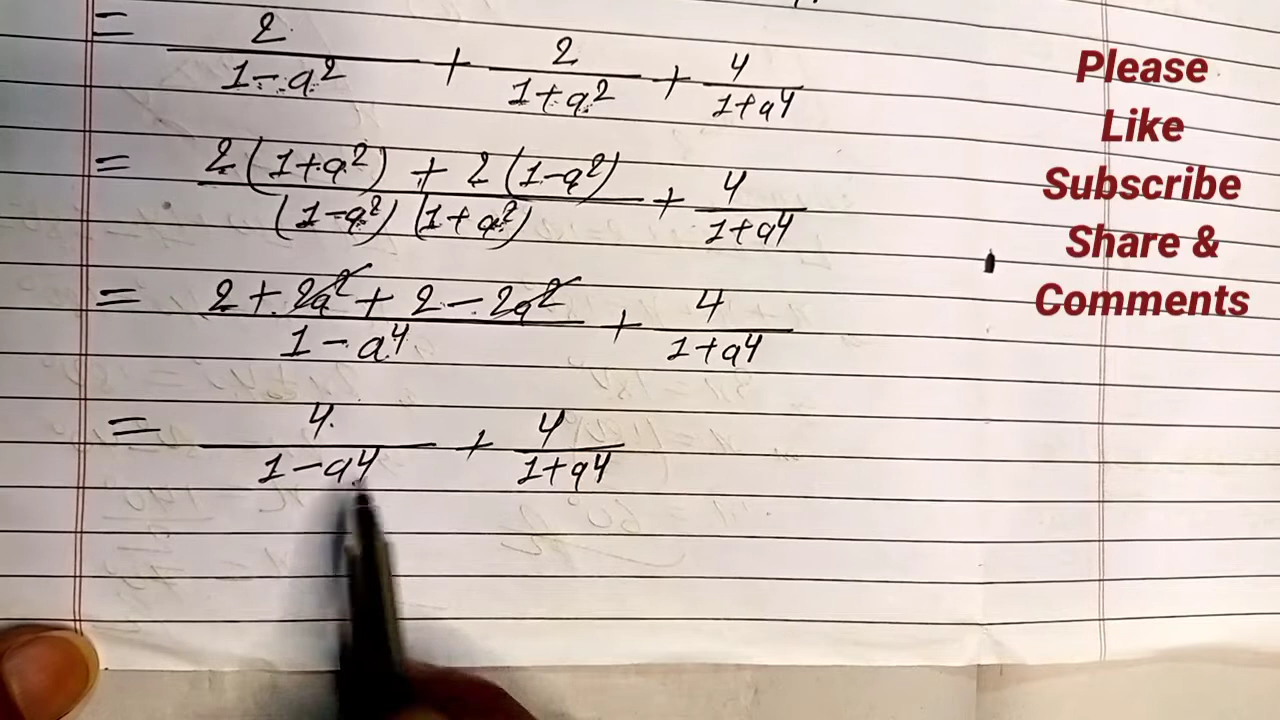 = 2/(1-a²) + 2/(1+a²) + 4/(1+a⁴)
= (2(1+a²) + 2(1-a²))/((1-a²)(1+a²)) + 4/(1+a⁴)
= (2+2a²+2-2a²)/(1-a⁴) + 4/(1+a⁴)
= 4/(1-a⁴) + 4/(1+a⁴)
Please
Like
Subscribe
Share &
Comments